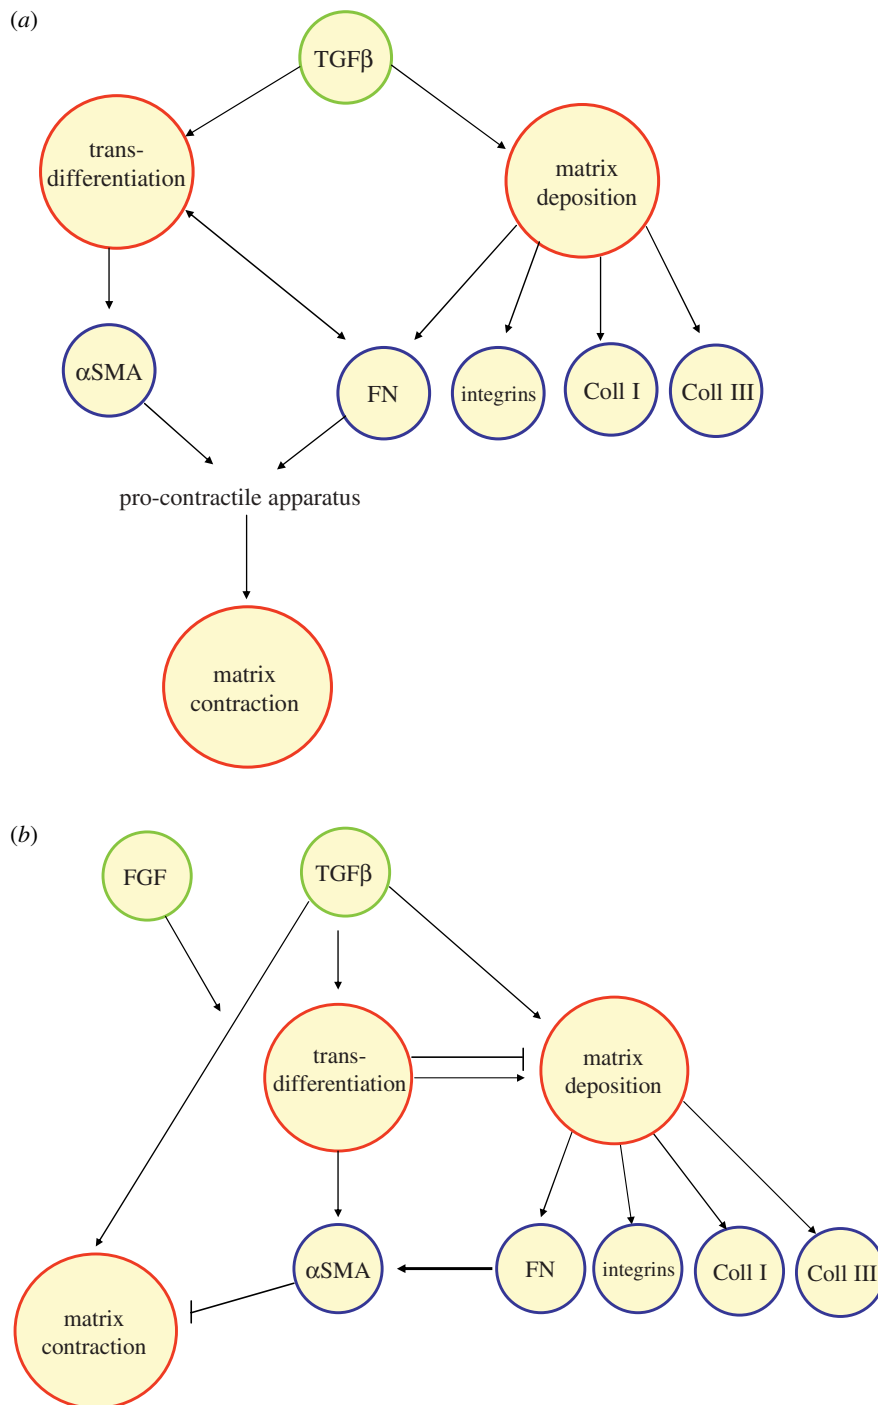 (a)
TGFβ
trans-
differentiation
matrix
deposition
αSMA
FN
integrins
Coll I
Coll III
pro-contractile apparatus
matrix
contraction
(b)
FGF
TGFβ
trans-
differentiation
matrix
deposition
αSMA
FN
integrins
Coll I
Coll III
matrix
contraction